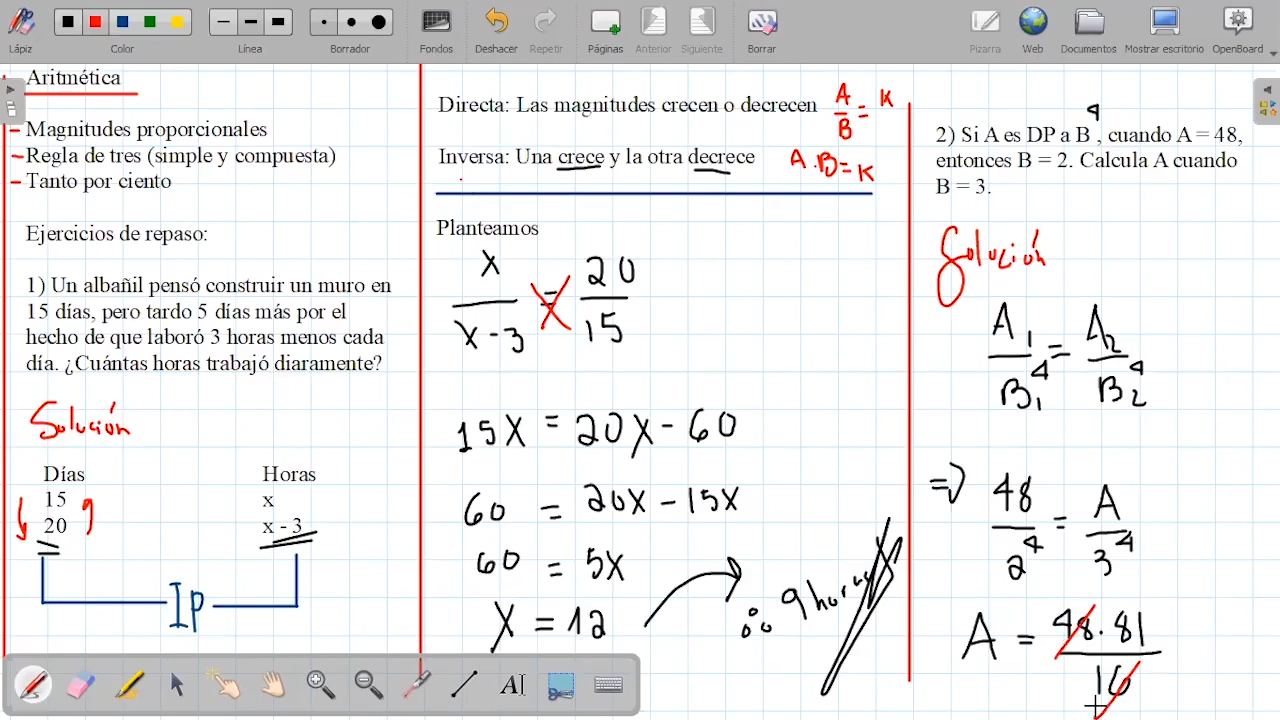 Lápiz
Color
Línea
Borrador
Fondos
Deshacer
Repetir
Páginas
Anterior
Siguiente
Borrar
Pizarra
Web
Documentos
Mostrar escritorio
OpenBoard
Aritmética
- Magnitudes proporcionales
- Regla de tres (simple y compuesta)
- Tanto por ciento
Ejercicios de repaso:
1) Un albañil pensó construir un muro en
15 días, pero tardo 5 días más por el
hecho de que laboró 3 horas menos cada
día. ¿Cuántas horas trabajó diaramente?
Solución
Días Horas
15 x
20 x - 3
IP
Directa: Las magnitudes crecen o decrecen A/B = K
Inversa: Una crece y la otra decrece A.B = K
Planteamos
x/(x - 3) = 20/15
15x = 20x - 60
60 = 20x - 15x
60 = 5x
x = 12
∴ 9 horas
2) Si A es DP a B⁴, cuando A = 48,
entonces B = 2. Calcula A cuando
B = 3.
Solución
A₁/B₁⁴ = A₂/B₂⁴
=> 48/2⁴ = A/3⁴
A = 48.81/16
AI